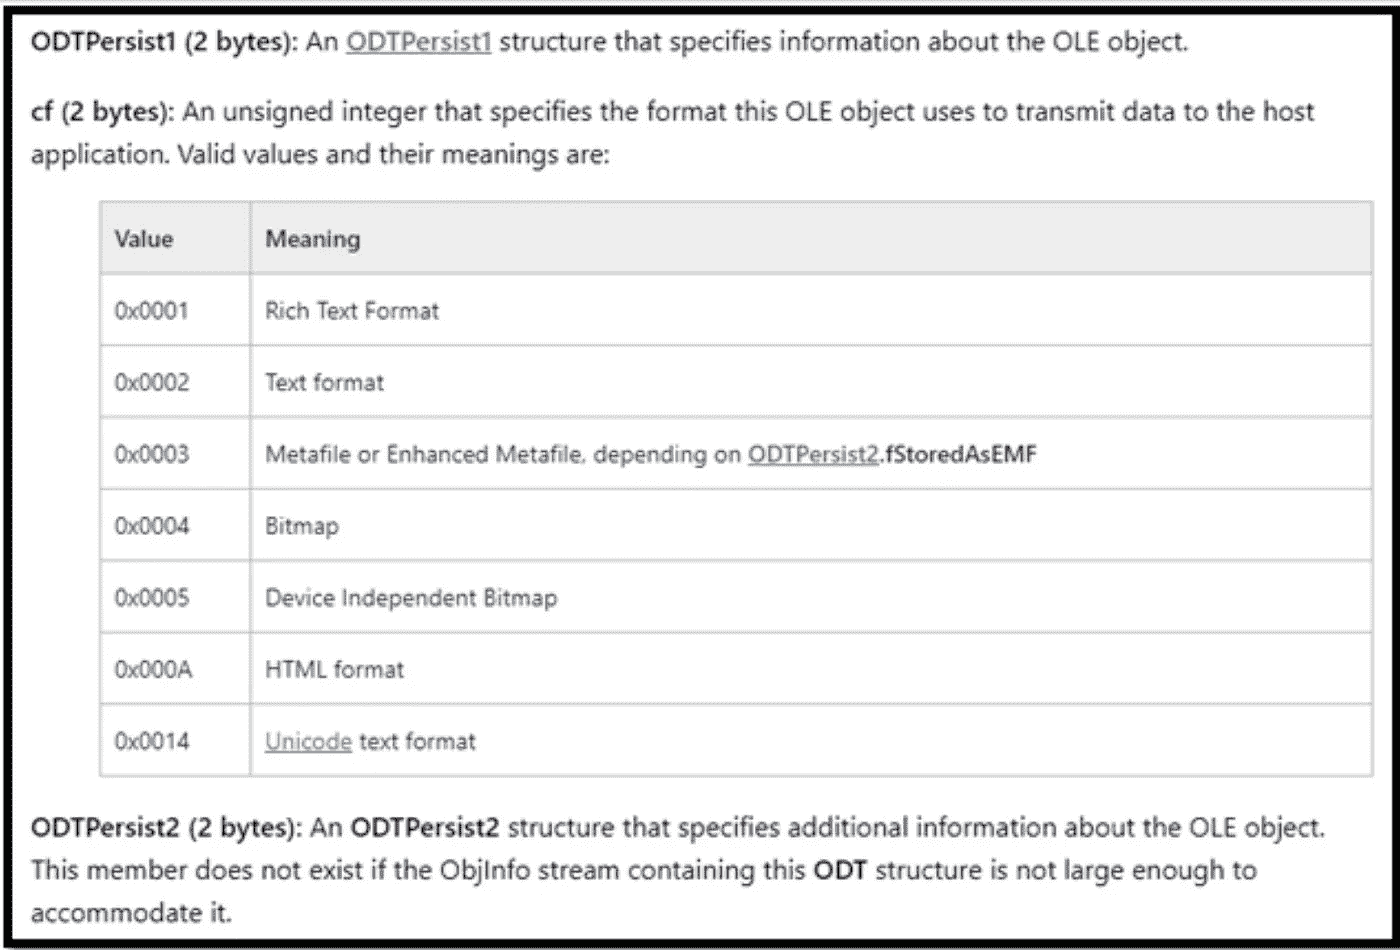 ODTPersist1 (2 bytes): An ODTPersist1 structure that specifies information about the OLE object.
cf (2 bytes): An unsigned integer that specifies the format this OLE object uses to transmit data to the host
application. Valid values and their meanings are:
Value Meaning
0x0001 Rich Text Format
0x0002 Text format
0x0003 Metafile or Enhanced Metafile, depending on ODTPersist2.fStoredAsEMF
0x0004 Bitmap
0x0005 Device Independent Bitmap
0x000A HTML format
0x0014 Unicode text format
ODTPersist2 (2 bytes): An ODTPersist2 structure that specifies additional information about the OLE object.
This member does not exist if the ObjInfo stream containing this ODT structure is not large enough to
accommodate it.